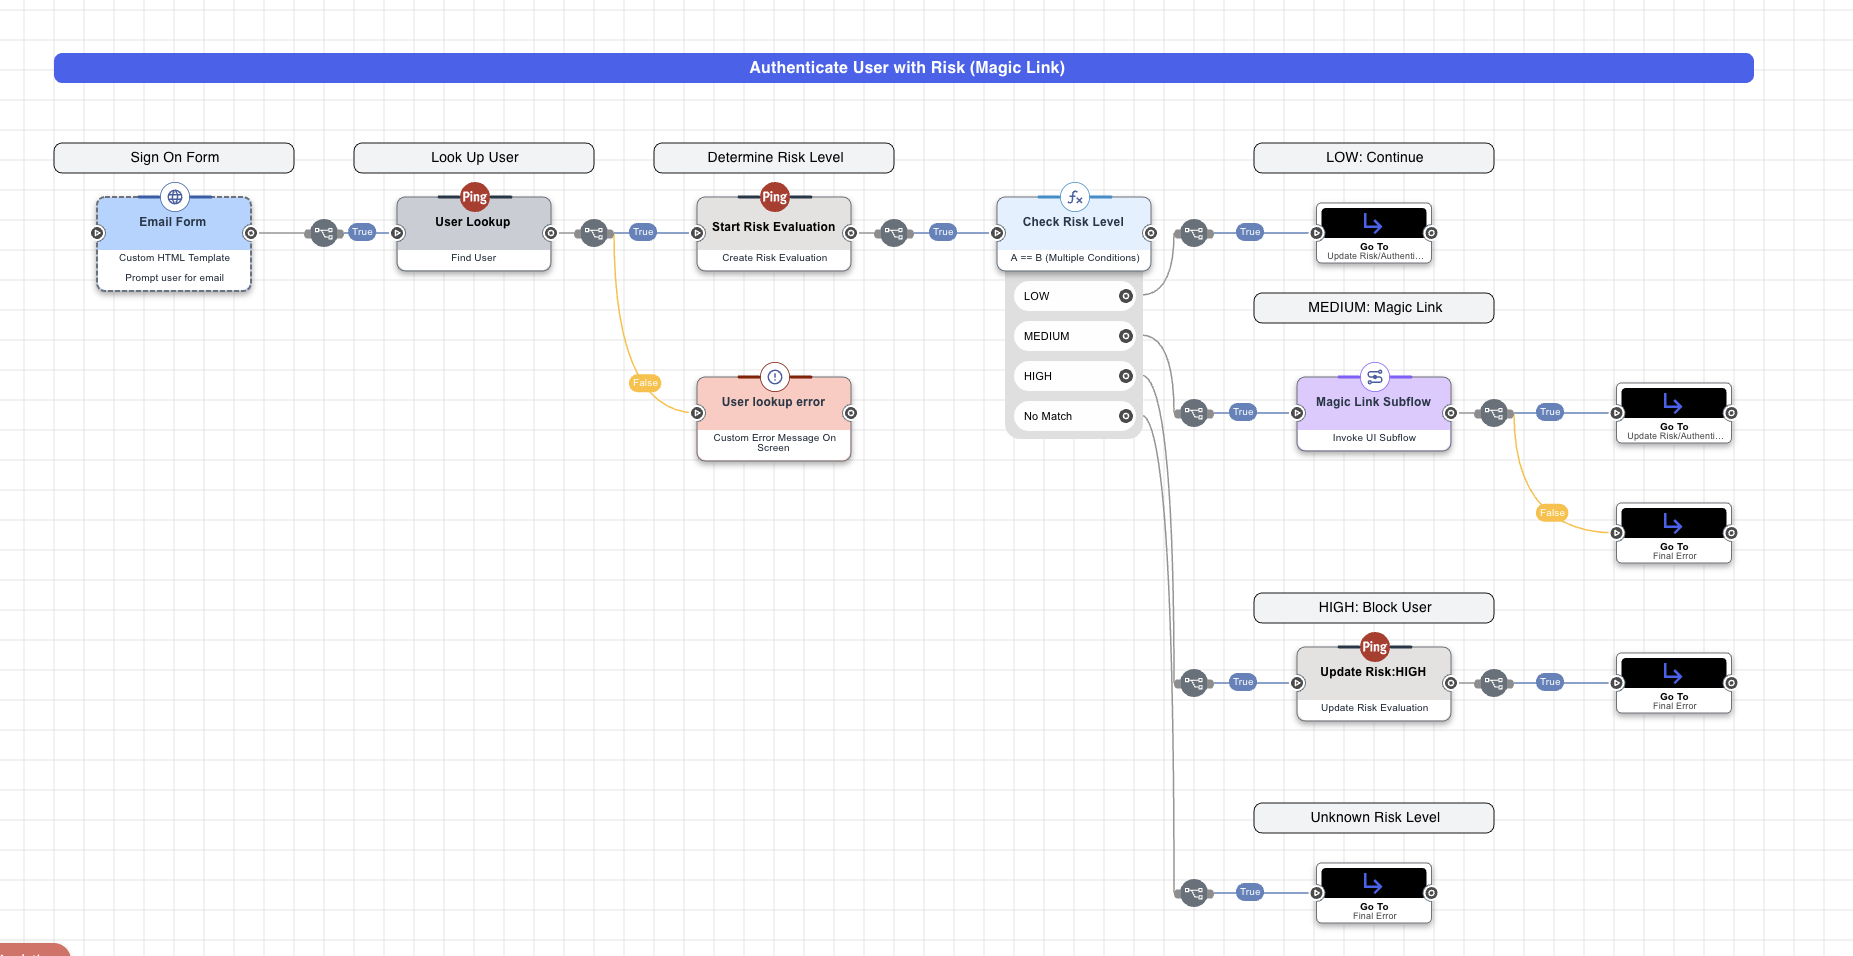 Authenticate User with Risk (Magic Link)
Sign On Form
Look Up User
Determine Risk Level
LOW: Continue
Ping
Ping
Email Form
Custom HTML Template
Prompt user for email
True
User Lookup
Find User
True
Start Risk Evaluation
Create Risk Evaluation
True
Check Risk Level
A == B (Multiple Conditions)
True
Go To
Update Risk/Authenti...
LOW
MEDIUM
HIGH
No Match
MEDIUM: Magic Link
False
User lookup error
Custom Error Message On
Screen
True
Magic Link Subflow
Invoke UI Subflow
True
Go To
Update Risk/Authenti...
False
Go To
Final Error
HIGH: Block User
Ping
True
Update Risk:HIGH
Update Risk Evaluation
True
Go To
Final Error
Unknown Risk Level
True
Go To
Final Error